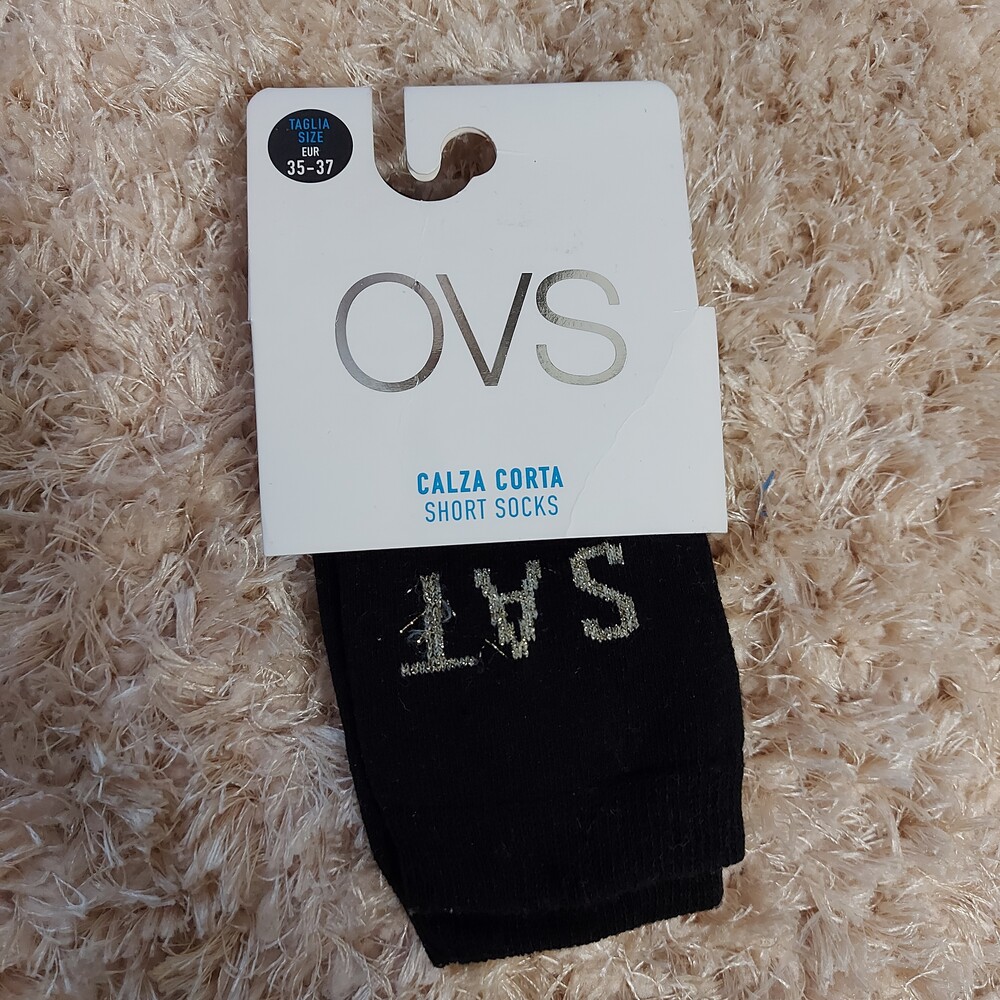 TAGLIA
SIZE
EUR
35-37
OVS
CALZA CORTA
SHORT SOCKS
SAT